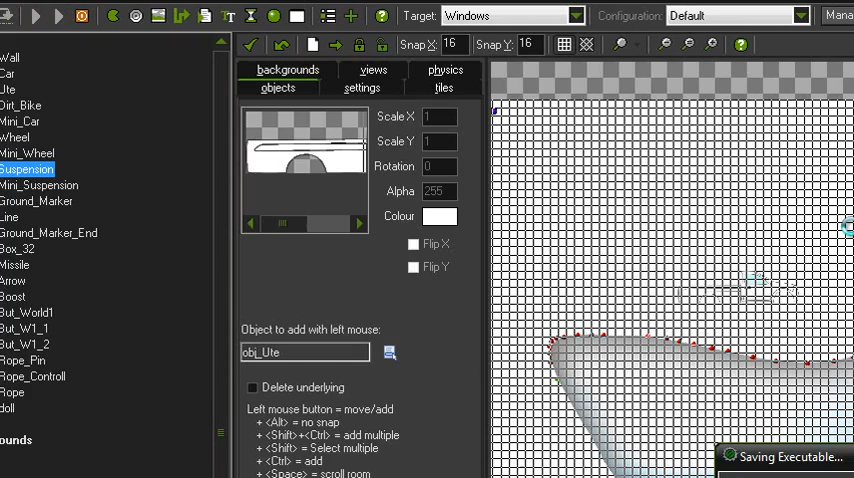 Target: Windows Configuration: Default Mana
Snap X: 16 Snap Y: 16
Wall
Car
Ute
Dirt_Bike
Mini_Car
Wheel
Mini_Wheel
Suspension
Mini_Suspension
Ground_Marker
Line
Ground_Marker_End
Box_32
Missile
Arrow
Boost
But_World1
But_W1_1
But_W1_2
Rope_Pin
Rope_Controll
Rope
doll
ounds
backgrounds views physics
objects settings tiles
Scale X 1
Scale Y 1
Rotation 0
Alpha 255
Colour
Flip X
Flip Y
Object to add with left mouse:
obj_Ute
Delete underlying
Left mouse button = move/add
+ <Alt> = no snap
+ <Shift>+<Ctrl> = add multiple
+ <Shift> = Select multiple
+ <Ctrl> = add
+ <Space> = scroll room
Saving Executable...